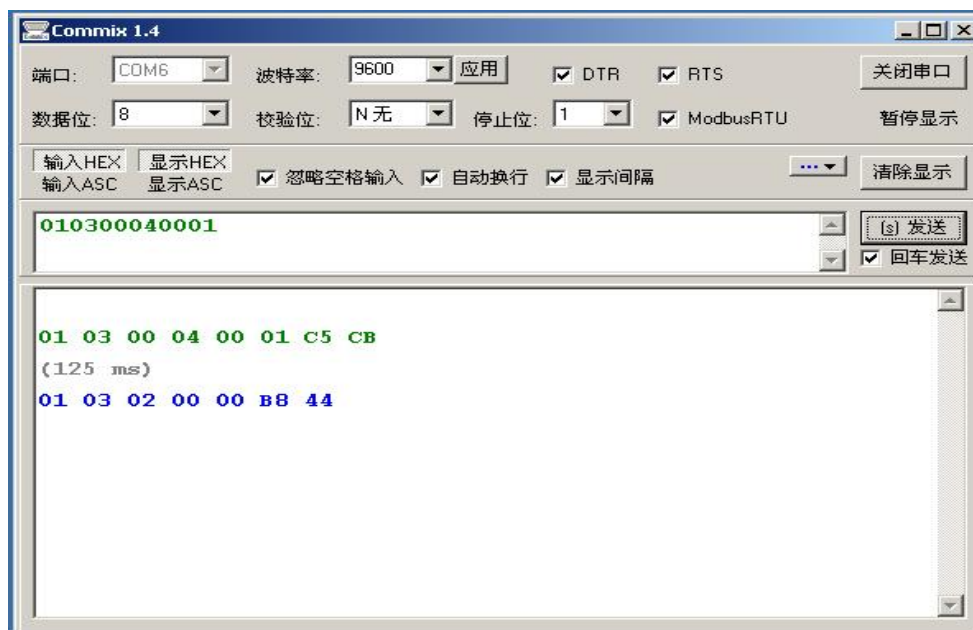 Commix 1.4
端口: COM6 波特率: 9600 应用 DTR RTS 关闭串口
数据位: 8 校验位: N 无 停止位: 1 ModbusRTU 暂停显示
输入HEX 显示HEX
输入ASC 显示ASC 忽略空格输入 自动换行 显示间隔 ... 清除显示
010300040001 [s] 发送
回车发送
01 03 00 04 00 01 C5 CB
(125 ms)
01 03 02 00 00 B8 44